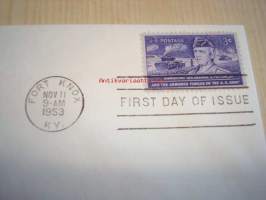 U.S. POSTAGE 3¢
AND THE ARMORED FORCES OF THE U.S. ARMY
FORT KNOX
NOV 11
9-AM
1953
KY.
FIRST DAY OF ISSUE